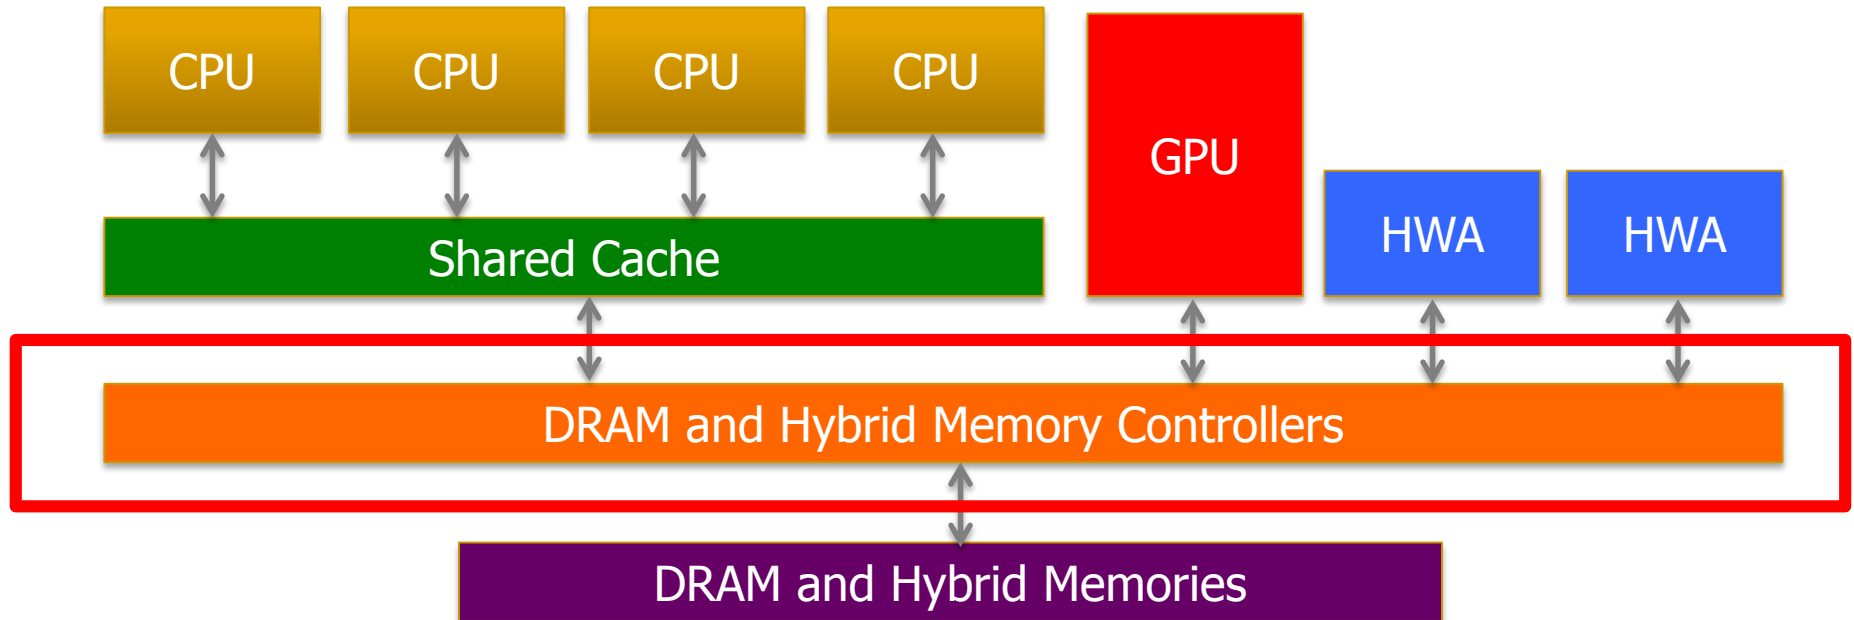 CPU
CPU
CPU
CPU
GPU
HWA
HWA
Shared Cache
DRAM and Hybrid Memory Controllers
DRAM and Hybrid Memories